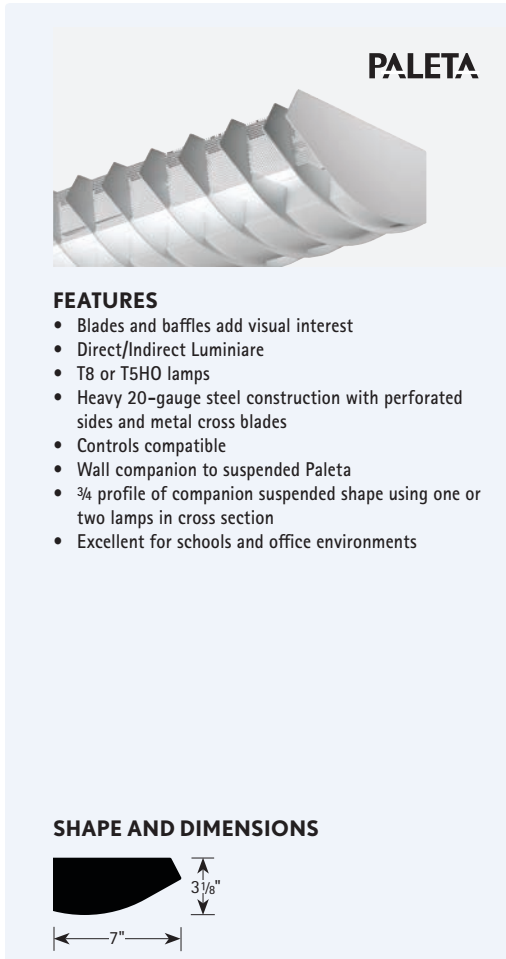 PALETA
FEATURES
• Blades and baffles add visual interest
• Direct/Indirect Luminiare
• T8 or T5HO lamps
• Heavy 20-gauge steel construction with perforated
sides and metal cross blades
• Controls compatible
• Wall companion to suspended Paleta
• ¾ profile of companion suspended shape using one or
two lamps in cross section
• Excellent for schools and office environments
SHAPE AND DIMENSIONS
3⅛"
7"